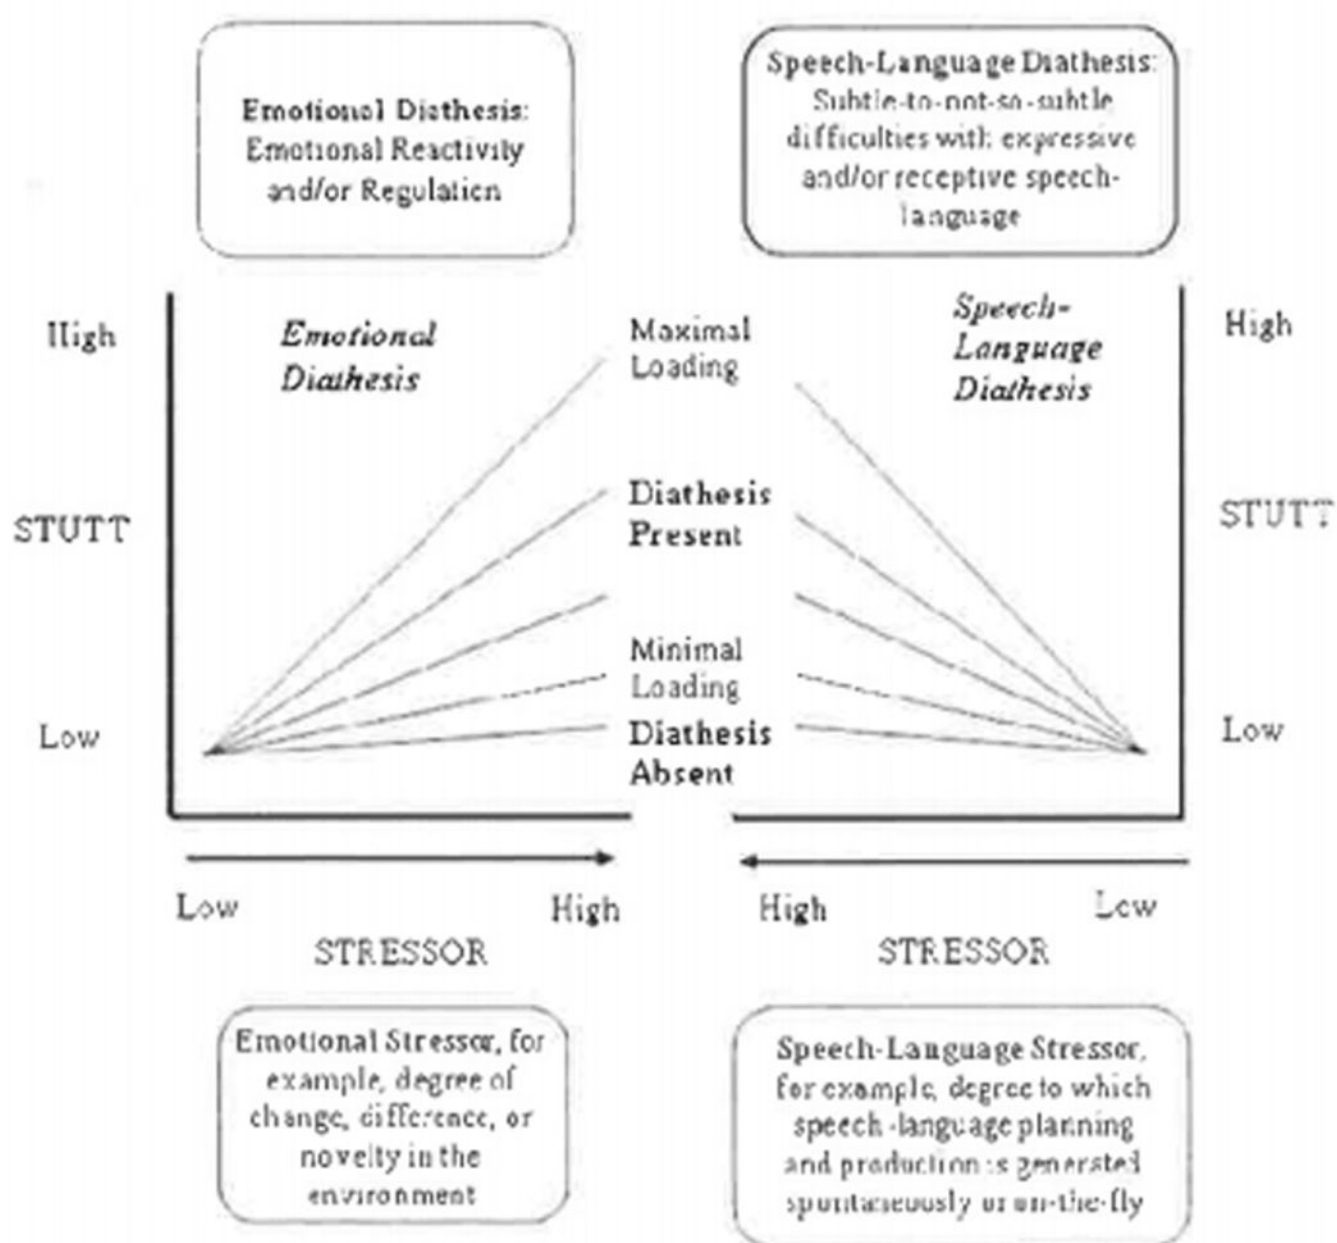 Emotional Diathesis:
Emotional Reactivity
and/or Regulation
Speech-Language Diathesis:
Subtle-to-not-so-subtle
difficulties with expressive
and/or receptive speech-
language
High
Emotional
Diathesis
Maximal
Loading
Speech-
Language
Diathesis
High
STUTT
Diathesis
Present
STUTT
Minimal
Loading
Low
Diathesis
Absent
Low
Low
High
High
Low
STRESSOR
STRESSOR
Emotional Stressor, for
example, degree of
change, difference, or
novelty in the
environment
Speech-Language Stressor,
for example, degree to which
speech-language planning
and production is generated
spontaneously or on-the-fly